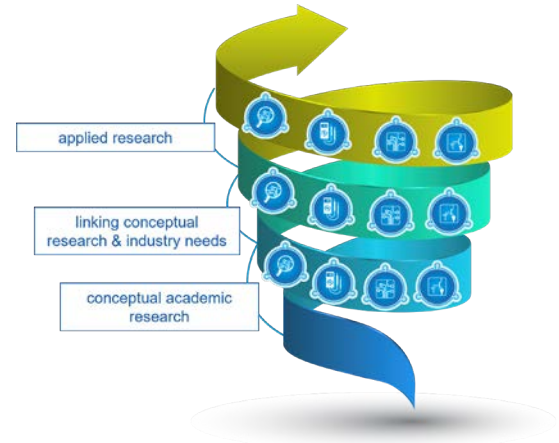 applied research
linking conceptual
research & industry needs
conceptual academic
research